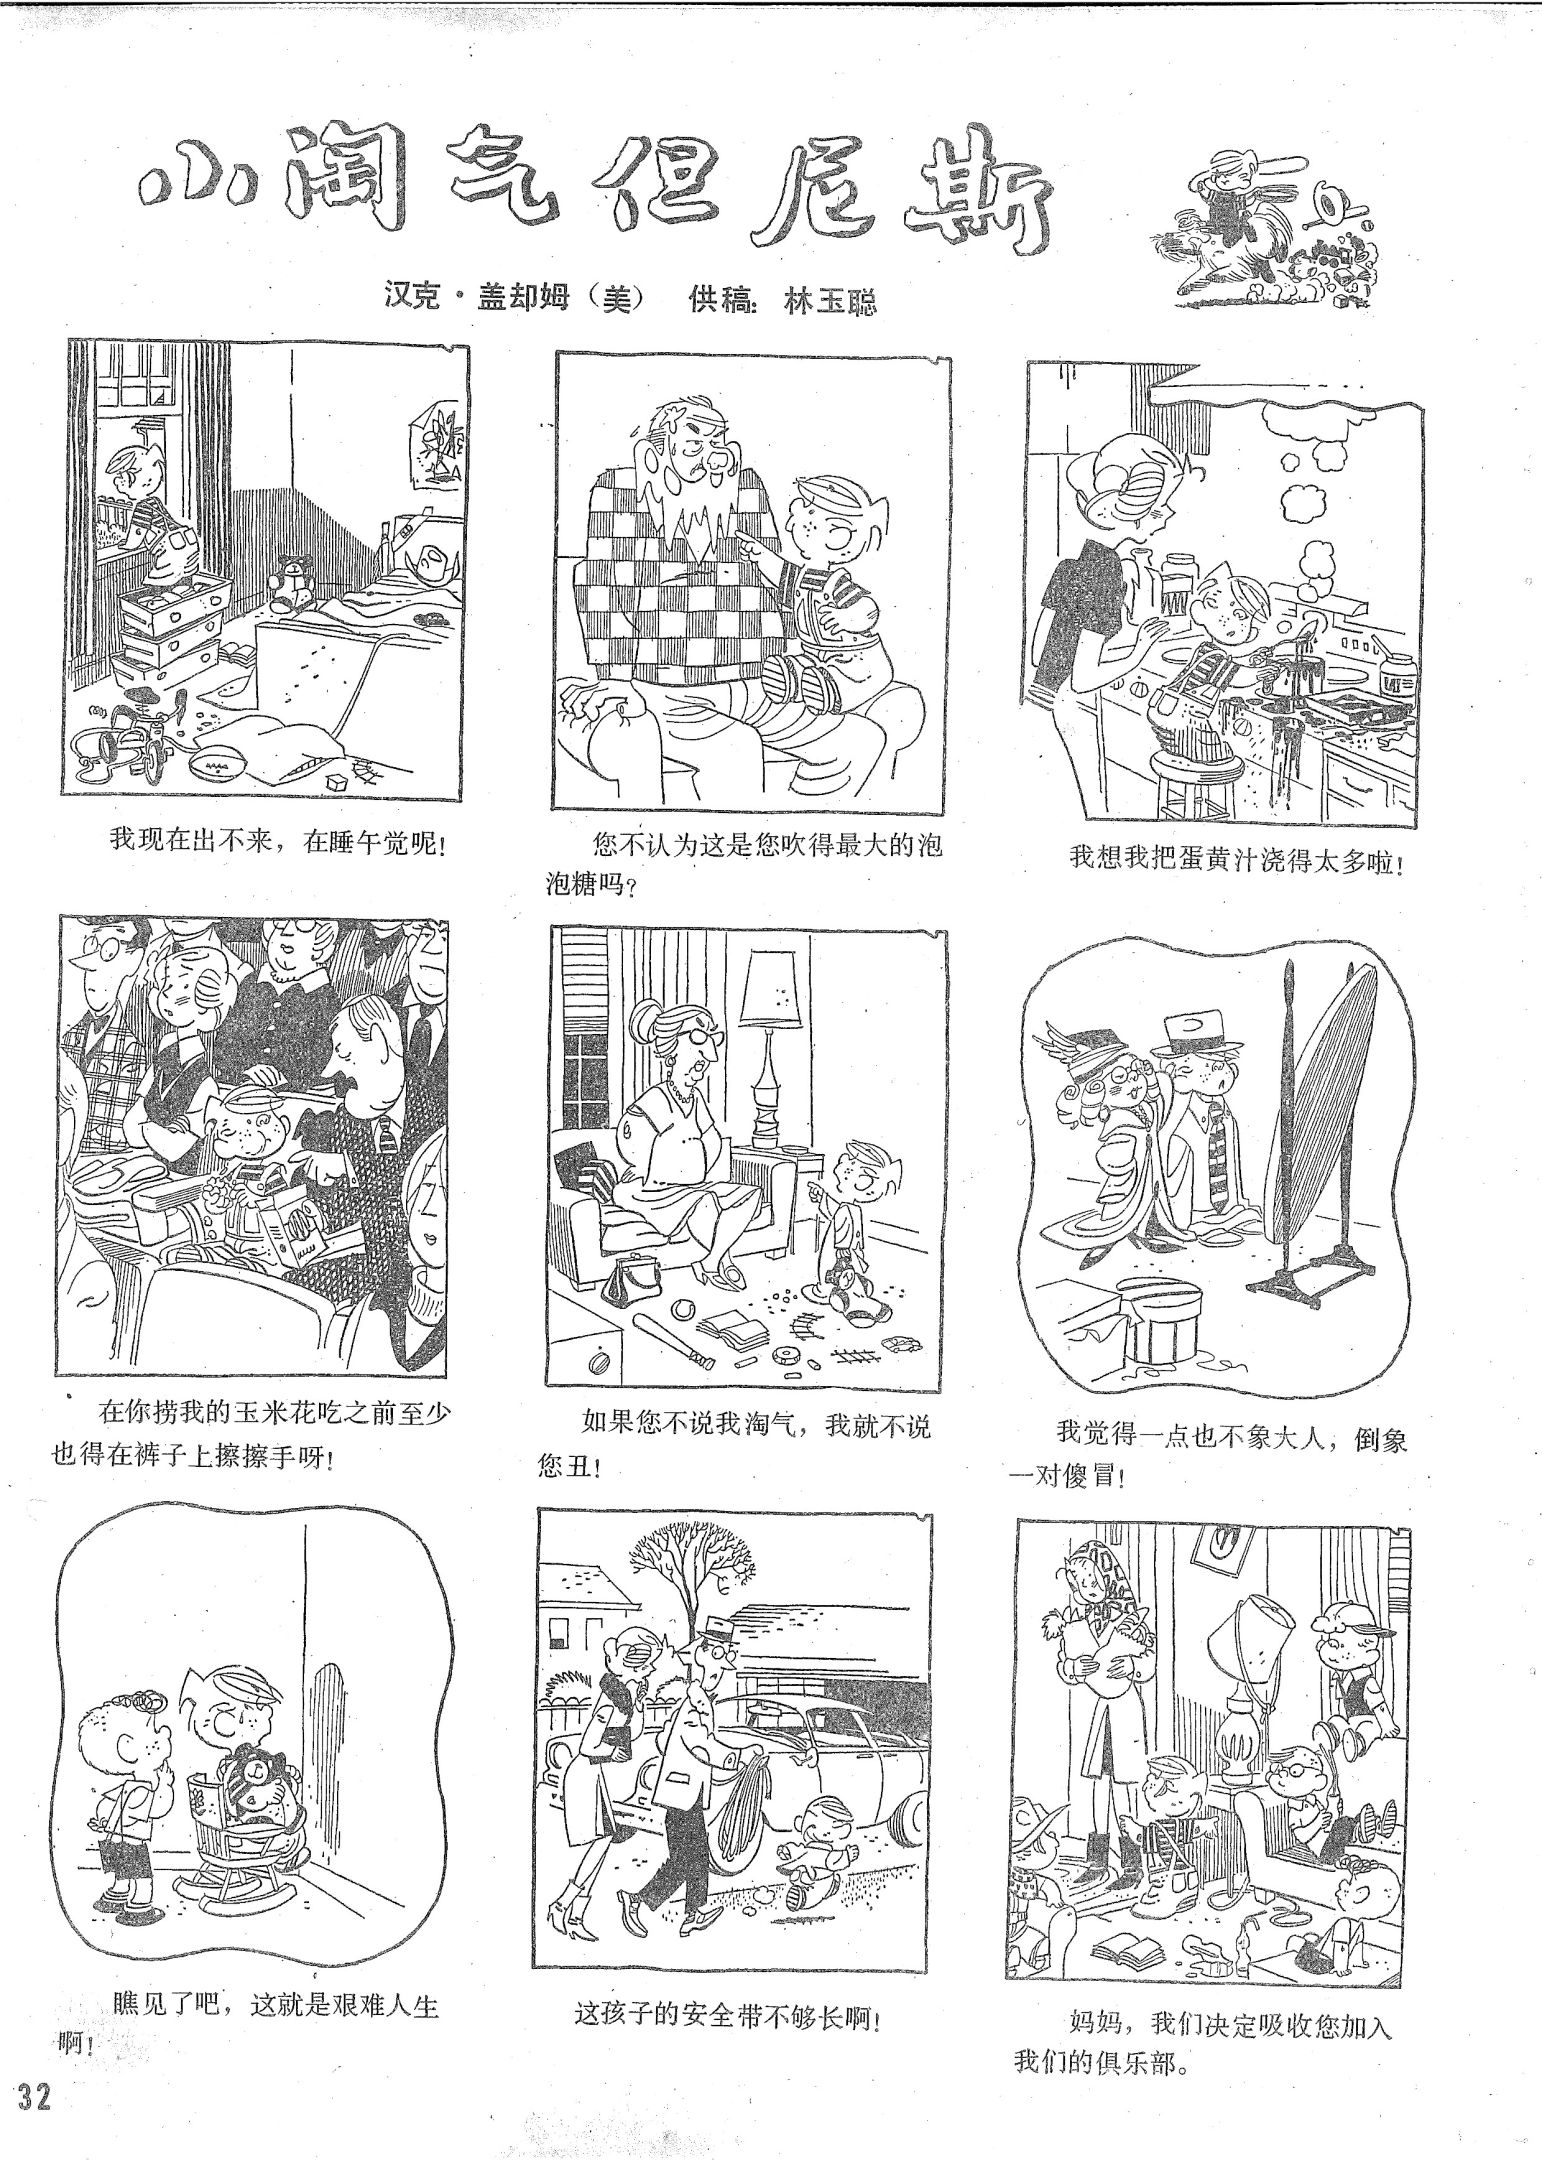 小淘气但尼斯
汉克·盖却姆（美） 供稿：林玉聪
我现在出不来，在睡午觉呢！
您不认为这是您吹得最大的泡
泡糖吗？
我想我把蛋黄汁浇得太多啦！
在你捞我的玉米花吃之前至少
也得在裤子上擦擦手呀！
如果您不说我淘气，我就不说
您丑！
我觉得一点也不象大人，倒象
一对傻冒！
瞧见了吧，这就是艰难人生
啊！
这孩子的安全带不够长啊！
妈妈，我们决定吸收您加入
我们的俱乐部。
32